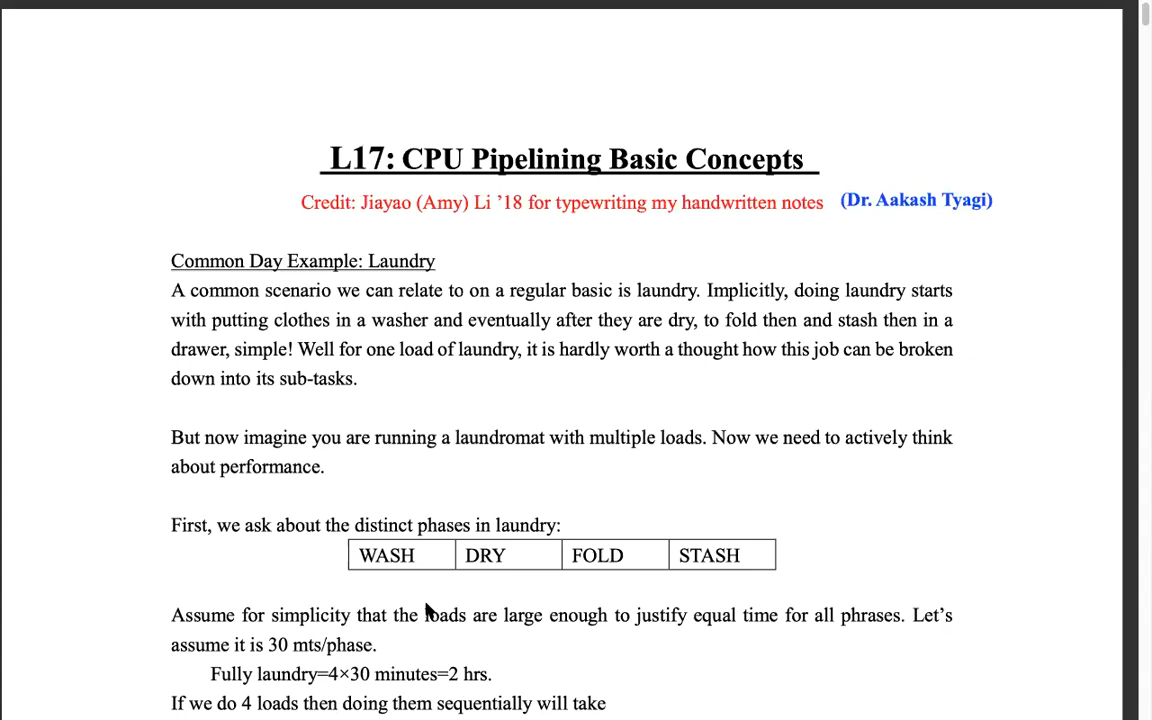 L17: CPU Pipelining Basic Concepts
Credit: Jiayao (Amy) Li ’18 for typewriting my handwritten notes (Dr. Aakash Tyagi)
Common Day Example: Laundry
A common scenario we can relate to on a regular basic is laundry. Implicitly, doing laundry starts
with putting clothes in a washer and eventually after they are dry, to fold then and stash then in a
drawer, simple! Well for one load of laundry, it is hardly worth a thought how this job can be broken
down into its sub-tasks.
But now imagine you are running a laundromat with multiple loads. Now we need to actively think
about performance.
First, we ask about the distinct phases in laundry:
WASH DRY FOLD STASH
Assume for simplicity that the loads are large enough to justify equal time for all phrases. Let’s
assume it is 30 mts/phase.
Fully laundry=4×30 minutes=2 hrs.
If we do 4 loads then doing them sequentially will take